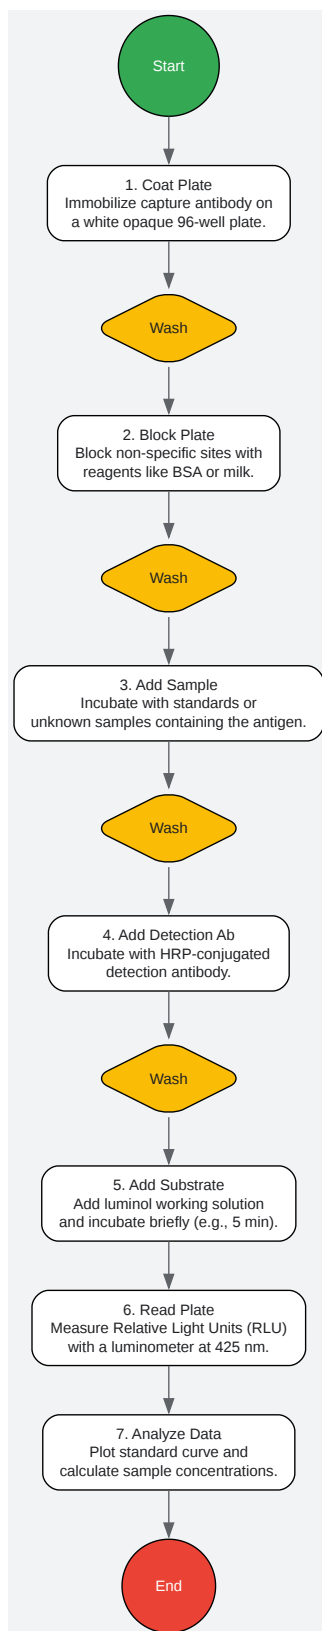 Start
1. Coat Plate
Immobilize capture antibody on
a white opaque 96-well plate.
Wash
2. Block Plate
Block non-specific sites with
reagents like BSA or milk.
Wash
3. Add Sample
Incubate with standards or
unknown samples containing the antigen.
Wash
4. Add Detection Ab
Incubate with HRP-conjugated
detection antibody.
Wash
5. Add Substrate
Add luminol working solution
and incubate briefly (e.g., 5 min).
6. Read Plate
Measure Relative Light Units (RLU)
with a luminometer at 425 nm.
7. Analyze Data
Plot standard curve and
calculate sample concentrations.
End